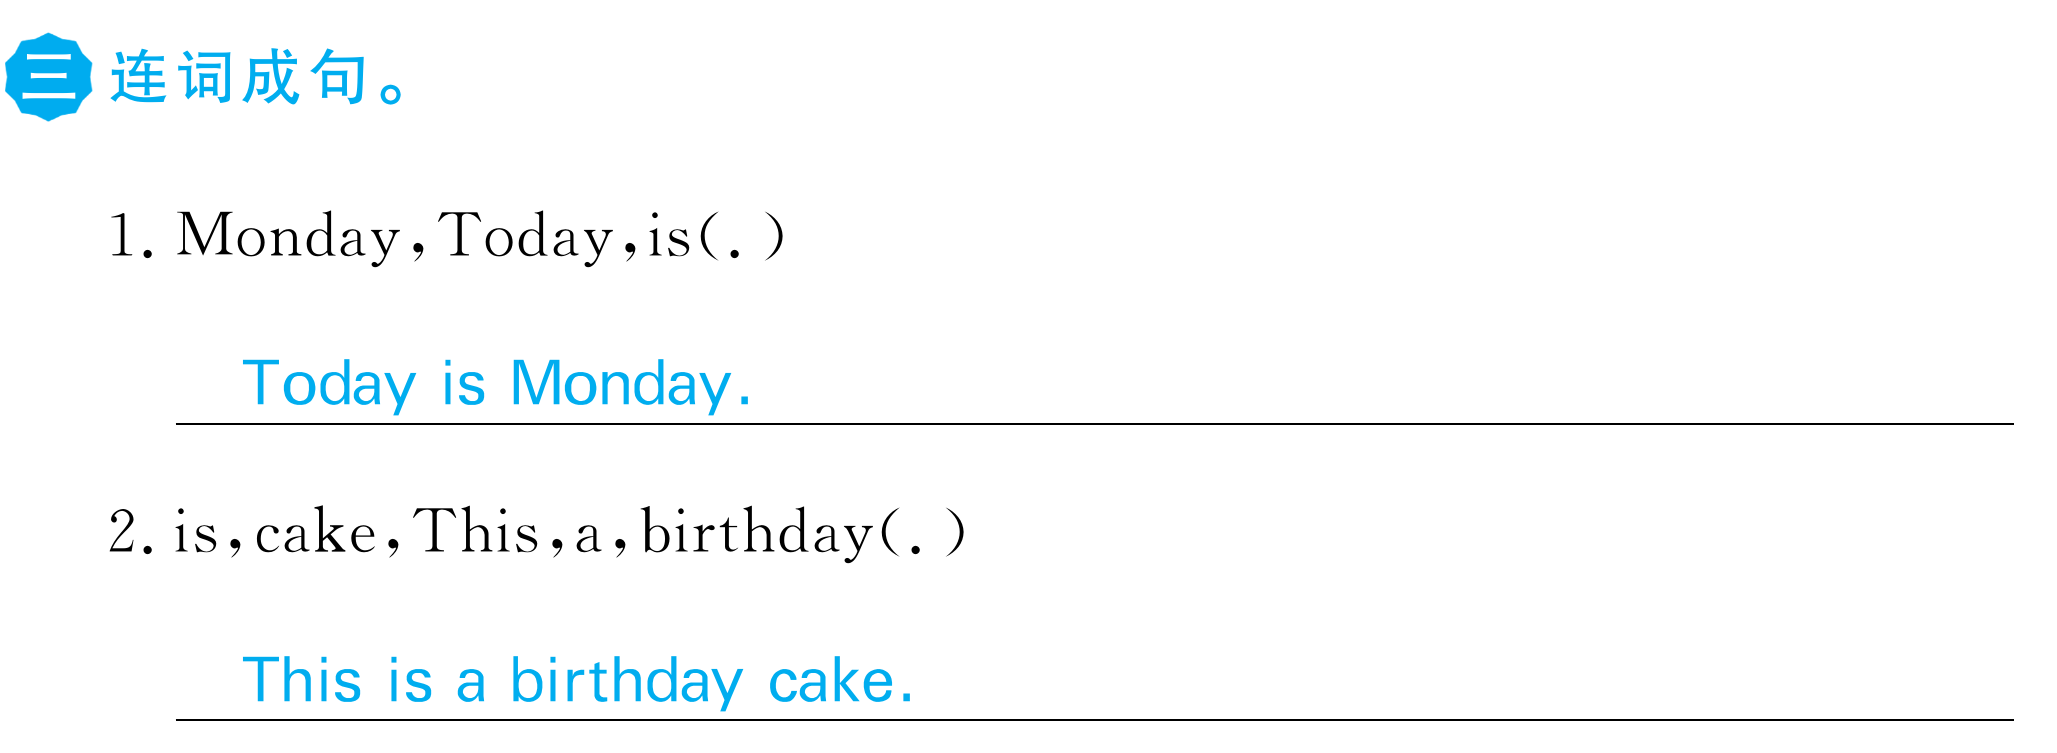 三 连词成句。
1. Monday,Today,is(. )
Today is Monday.
2. is,cake,This,a,birthday(. )
This is a birthday cake.